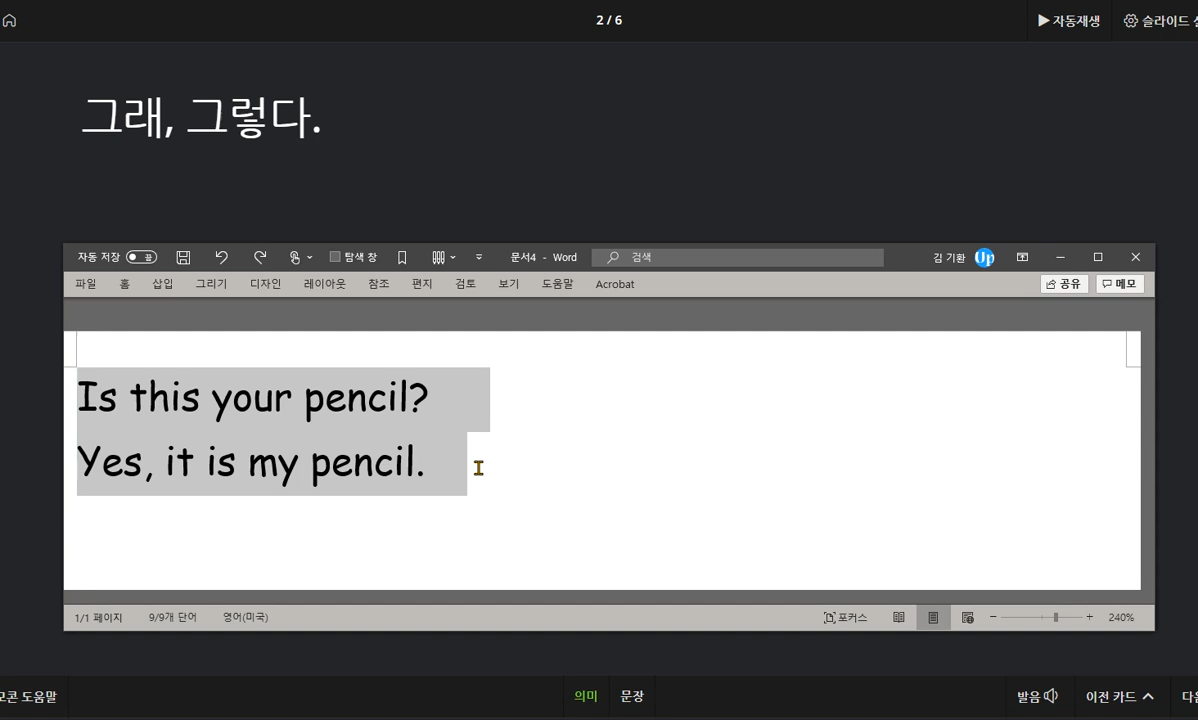 2 / 6
▶ 자동재생
슬라이드
그래, 그렇다.
자동 저장 끔
탐색 창
문서4 - Word
검색
김 기환
Up
파일 홈 삽입 그리기 디자인 레이아웃 참조 편지 검토 보기 도움말 Acrobat
공유 메모
Is this your pencil?
Yes, it is my pencil.
1/1 페이지 9/9개 단어 영어(미국)
포커스
− + 240%
도움말
의미 문장
발음 이전 카드